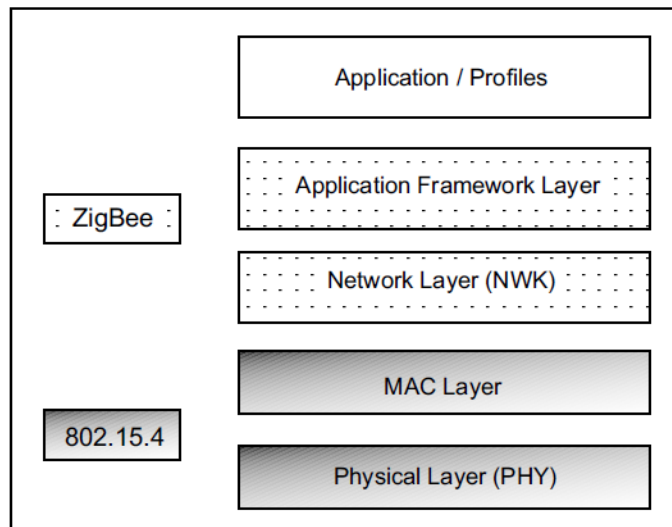 Application / Profiles
Application Framework Layer
ZigBee
Network Layer (NWK)
MAC Layer
802.15.4
Physical Layer (PHY)